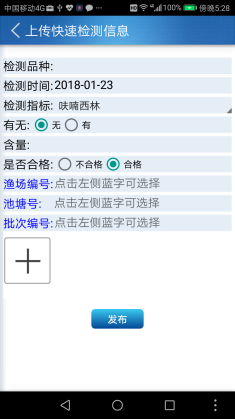 中国移动4G 100% 傍晚5:28
上传快速检测信息
检测品种:
检测时间: 2018-01-23
检测指标: 呋喃西林
有无: 无 有
含量:
是否合格: 不合格 合格
渔场编号: 点击左侧蓝字可选择
池塘号: 点击左侧蓝字可选择
批次编号: 点击左侧蓝字可选择
发布